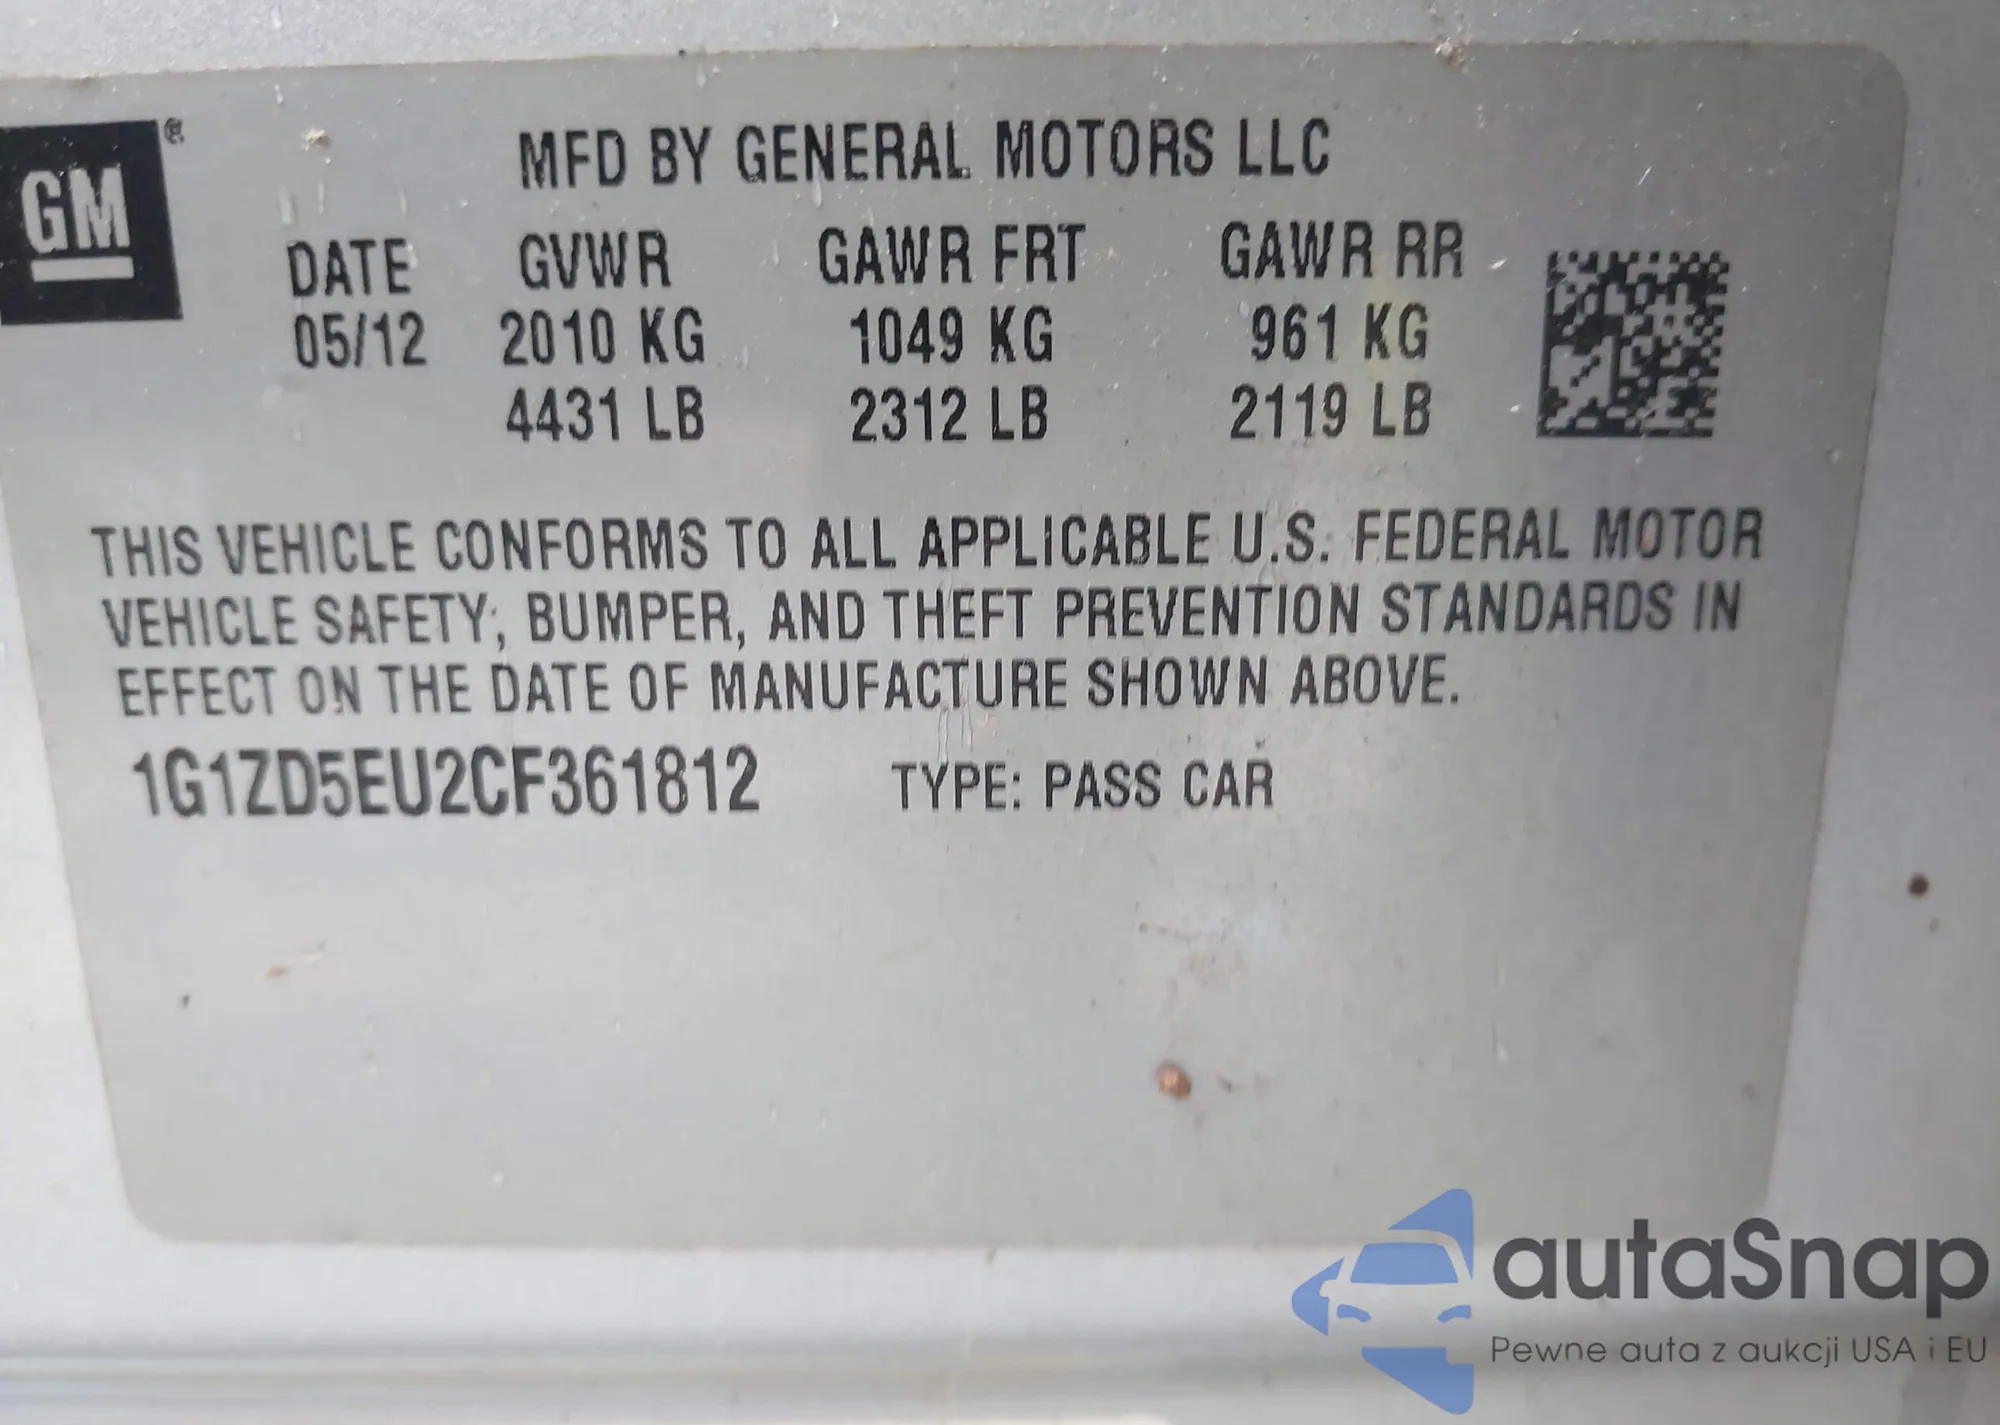 GM®
MFD BY GENERAL MOTORS LLC
DATE GVWR GAWR FRT GAWR RR
05/12 2010 KG 1049 KG 961 KG
4431 LB 2312 LB 2119 LB
THIS VEHICLE CONFORMS TO ALL APPLICABLE U.S. FEDERAL MOTOR
VEHICLE SAFETY, BUMPER, AND THEFT PREVENTION STANDARDS IN
EFFECT ON THE DATE OF MANUFACTURE SHOWN ABOVE.
1G1ZD5EU2CF361812 TYPE: PASS CAR
autaSnap
Pewne auta z aukcji USA i EU